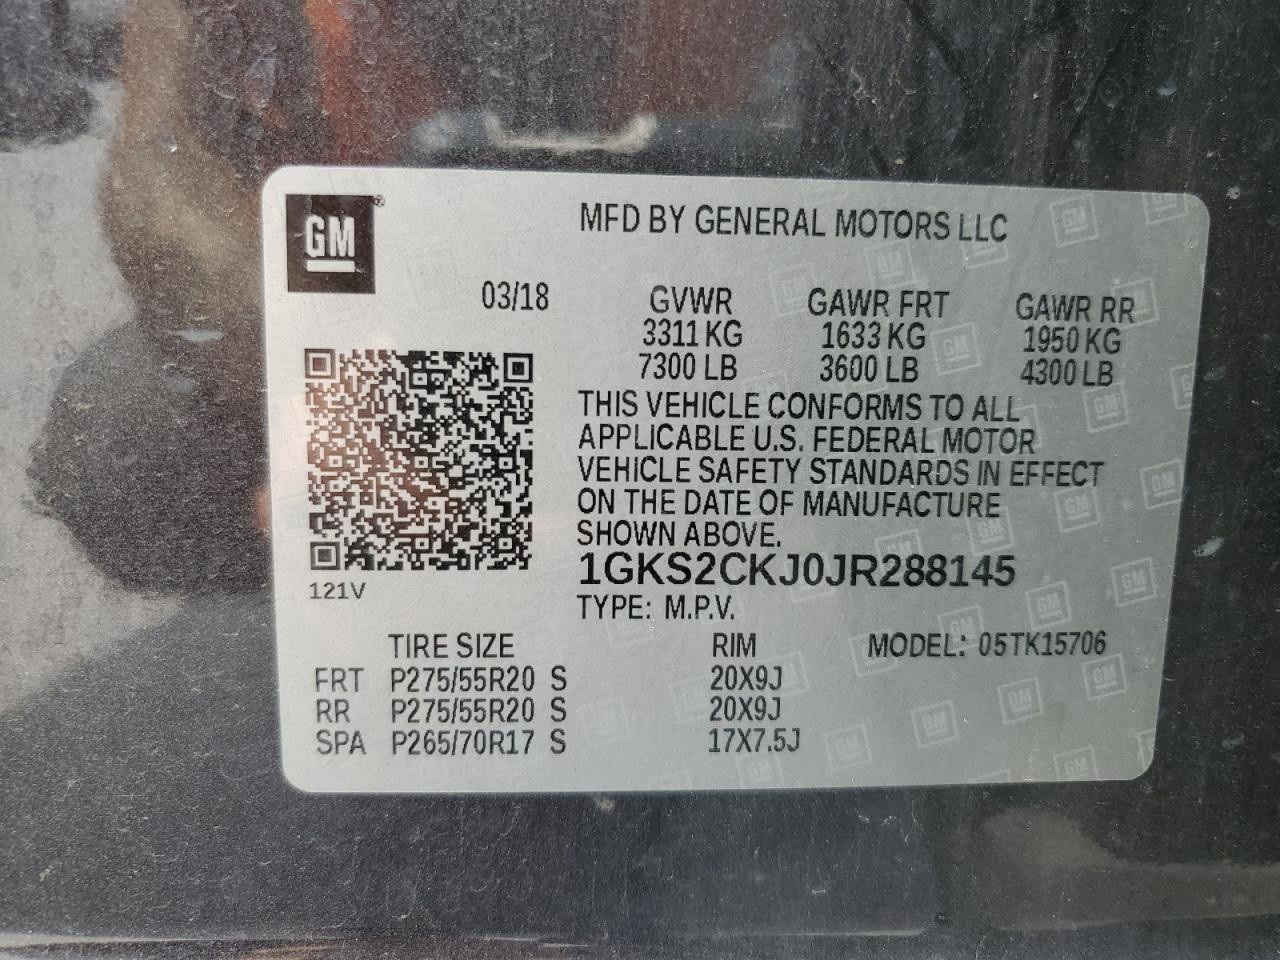 GM®
MFD BY GENERAL MOTORS LLC
03/18
GVWR GAWR FRT GAWR RR
3311 KG 1633 KG 1950 KG
7300 LB 3600 LB 4300 LB
THIS VEHICLE CONFORMS TO ALL
APPLICABLE U.S. FEDERAL MOTOR
VEHICLE SAFETY STANDARDS IN EFFECT
ON THE DATE OF MANUFACTURE
SHOWN ABOVE.
1GKS2CKJ0JR288145
121V
TYPE: M.P.V.
TIRE SIZE RIM MODEL: 05TK15706
FRT P275/55R20 S 20X9J
RR P275/55R20 S 20X9J
SPA P265/70R17 S 17X7.5J